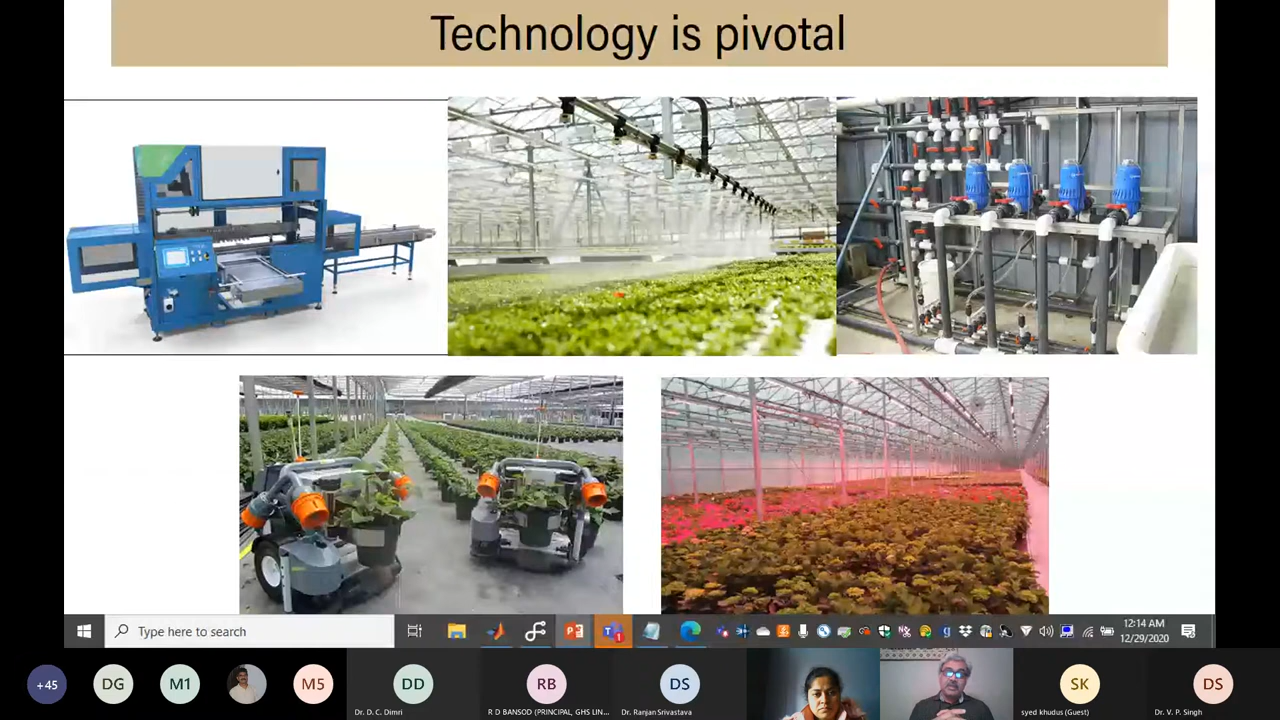 Technology is pivotal
Type here to search
12:14 AM
12/29/2020
+45
DG
M1
M5
DD
Dr. D. C. Dimri
RB
R D BANSOD (PRINCIPAL, GHS LIN...
DS
Dr. Ranjan Srivastava
SK
syed khudus (Guest)
DS
Dr. V. P. Singh